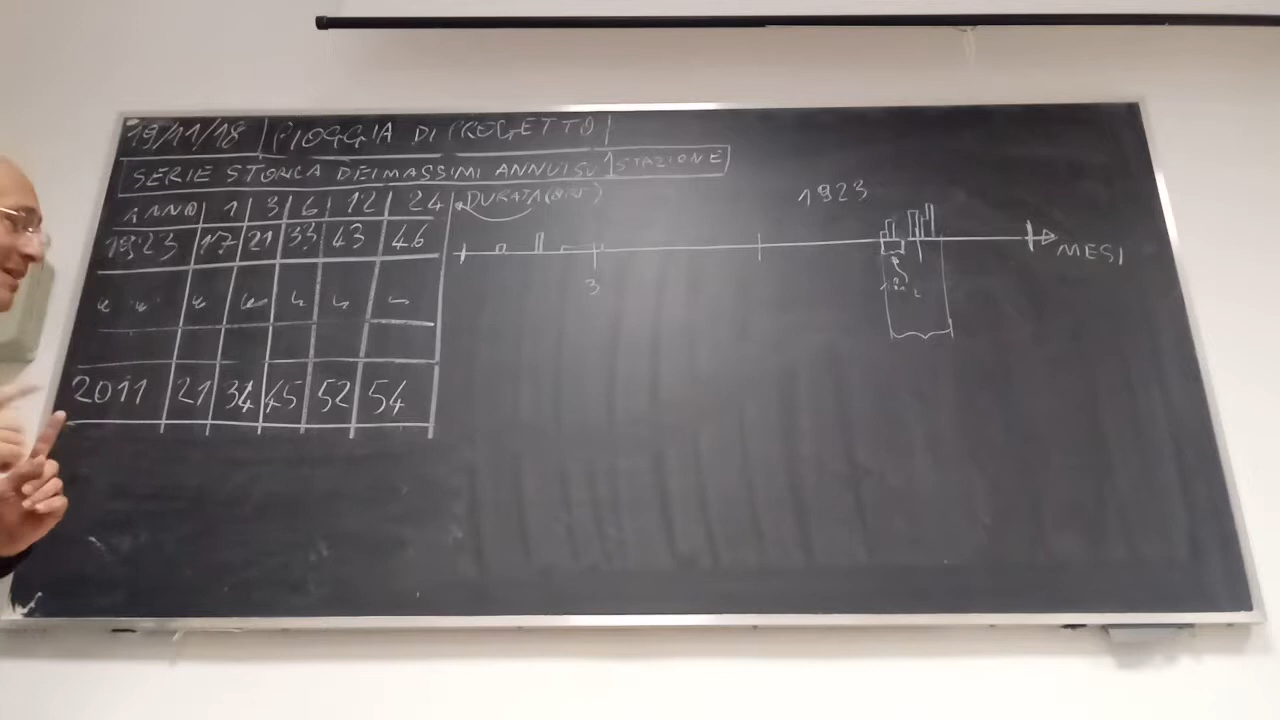 19/11/18 PIOGGIA DI PROGETTO
SERIE STORICA DEI MASSIMI ANNUI SU 1 STAZIONE
ANNO 1 3 6 12 24 DURATA (ORE)
1923 17 21 33 43 46
2011 21 34 45 52 54
1923
3
MESI